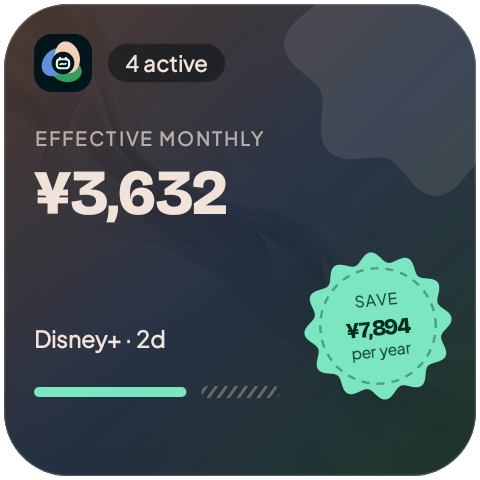 4 active
EFFECTIVE MONTHLY
¥3,632
Disney+ · 2d
SAVE
¥7,894
per year